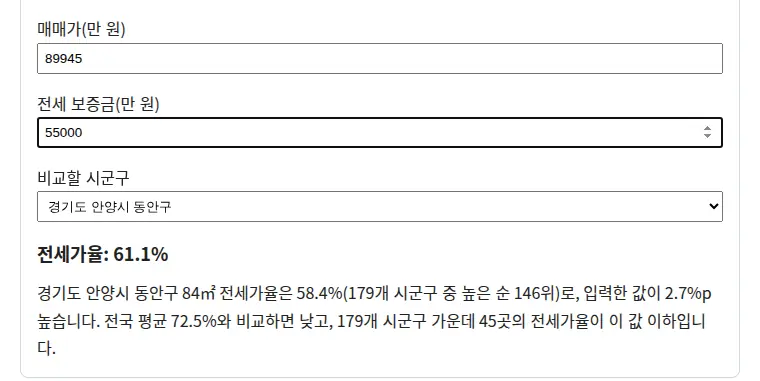 매매가(만 원)
89945
전세 보증금(만 원)
55000
비교할 시군구
경기도 안양시 동안구
전세가율: 61.1%
경기도 안양시 동안구 84㎡ 전세가율은 58.4%(179개 시군구 중 높은 순 146위)로, 입력한 값이 2.7%p
높습니다. 전국 평균 72.5%와 비교하면 낮고, 179개 시군구 가운데 45곳의 전세가율이 이 값 이하입니
다.